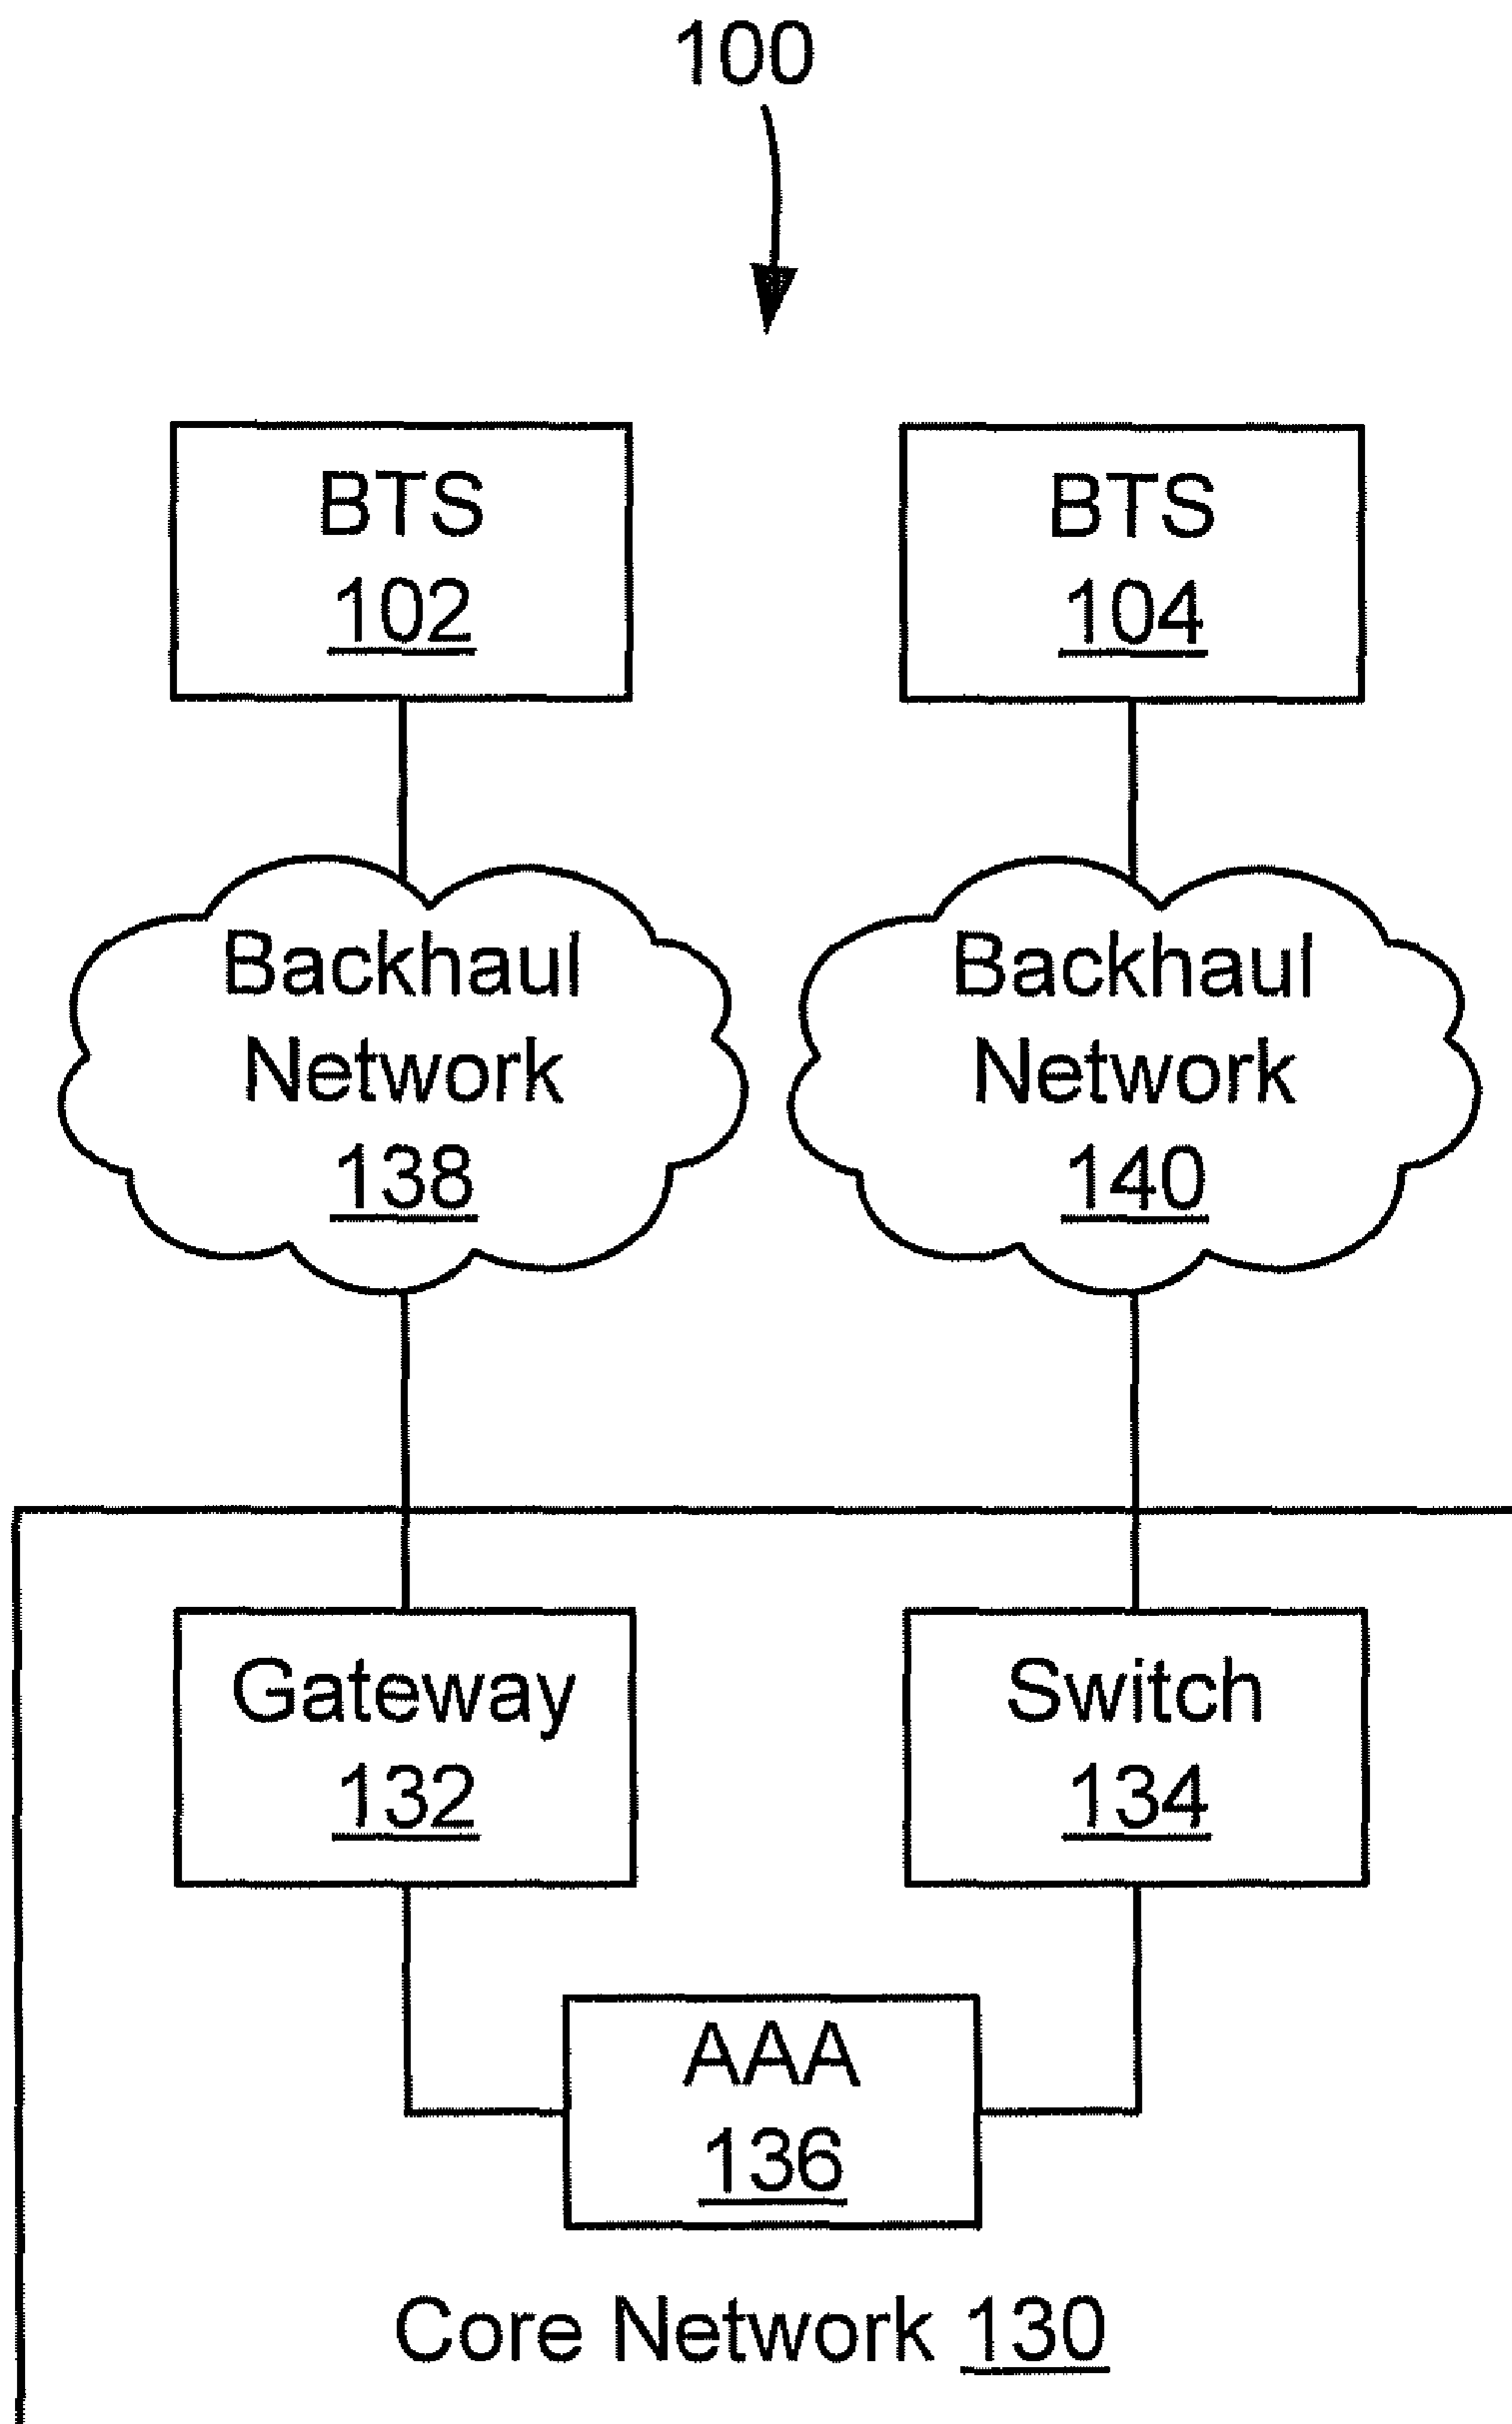 100
BTS
102
BTS
104
Backhaul
Network
138
Backhaul
Network
140
Gateway
132
Switch
134
AAA
136
Core Network 130